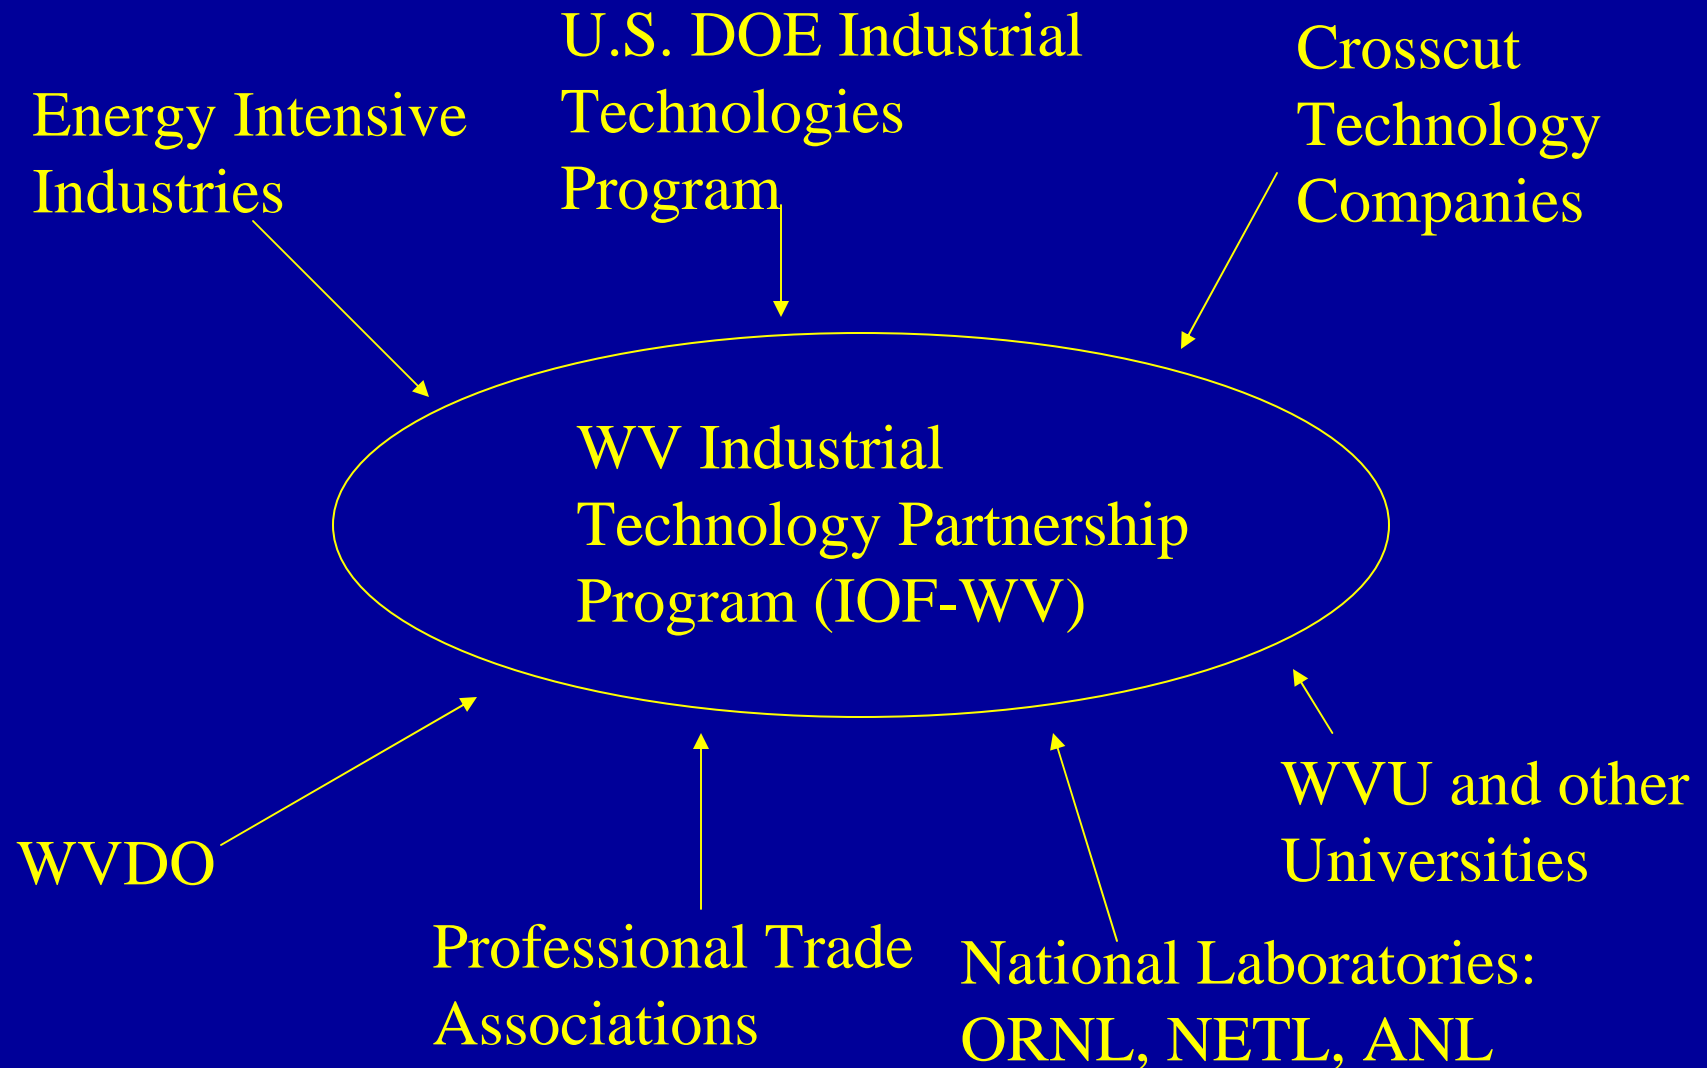 Energy Intensive
Industries
U.S. DOE Industrial
Technologies
Program
Crosscut
Technology
Companies
WV Industrial
Technology Partnership
Program (IOF-WV)
WVDO
Professional Trade
Associations
National Laboratories:
ORNL, NETL, ANL
WVU and other
Universities